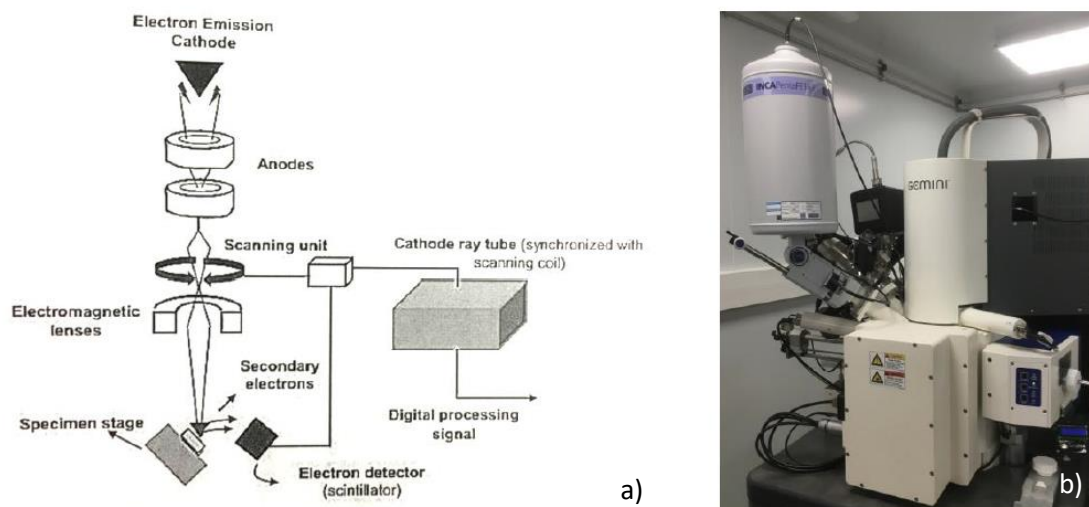 Electron Emission
Cathode
Anodes
Scanning unit
Cathode ray tube (synchronized with
scanning coil)
Electromagnetic
lenses
Secondary
electrons
Specimen stage
Digital processing
signal
Electron detector
(scintillator)
a)
INCA
GEMINI
b)